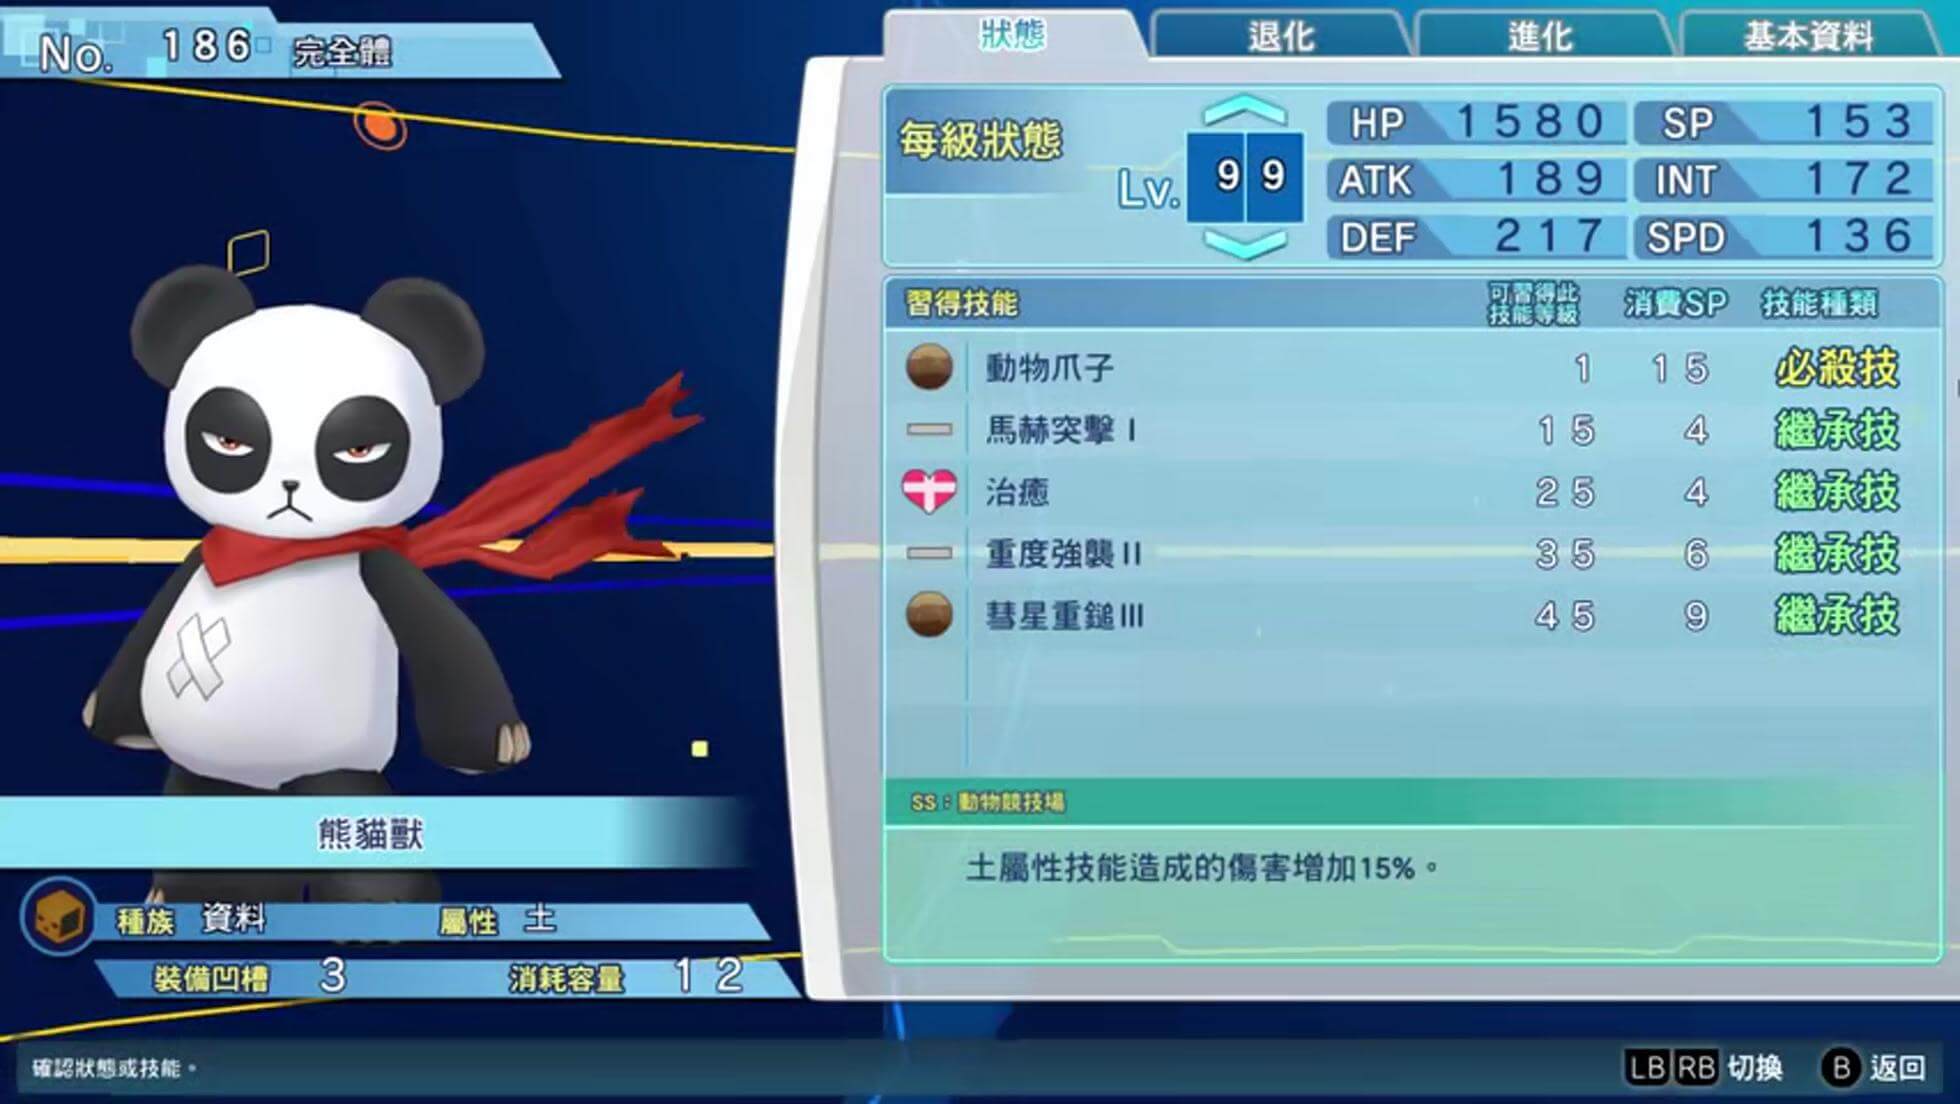 No. 186 完全體
狀態 退化 進化 基本資料
每級狀態
Lv. 99
HP 1580 SP 153
ATK 189 INT 172
DEF 217 SPD 136
習得技能 可習得此技能等級 消費SP 技能種類
動物爪子 1 15 必殺技
馬赫突擊 I 15 4 繼承技
治癒 25 4 繼承技
重度強襲 II 35 6 繼承技
彗星重鎚III 45 9 繼承技
SS：動物競技場
土屬性技能造成的傷害增加15%。
熊貓獸
種族 資料 屬性 土
裝備凹槽 3 消耗容量 12
確認狀態或技能。
LB RB 切換 B 返回